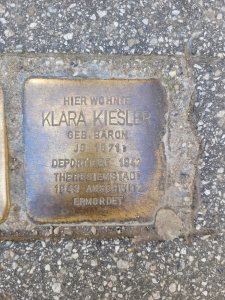 HIER WOHNTE
KLARA KIESLER
GEB. BARON
JG. 1871
DEPORTIERT 1942
THERESIENSTADT
1943 AUSCHWITZ
ERMORDET